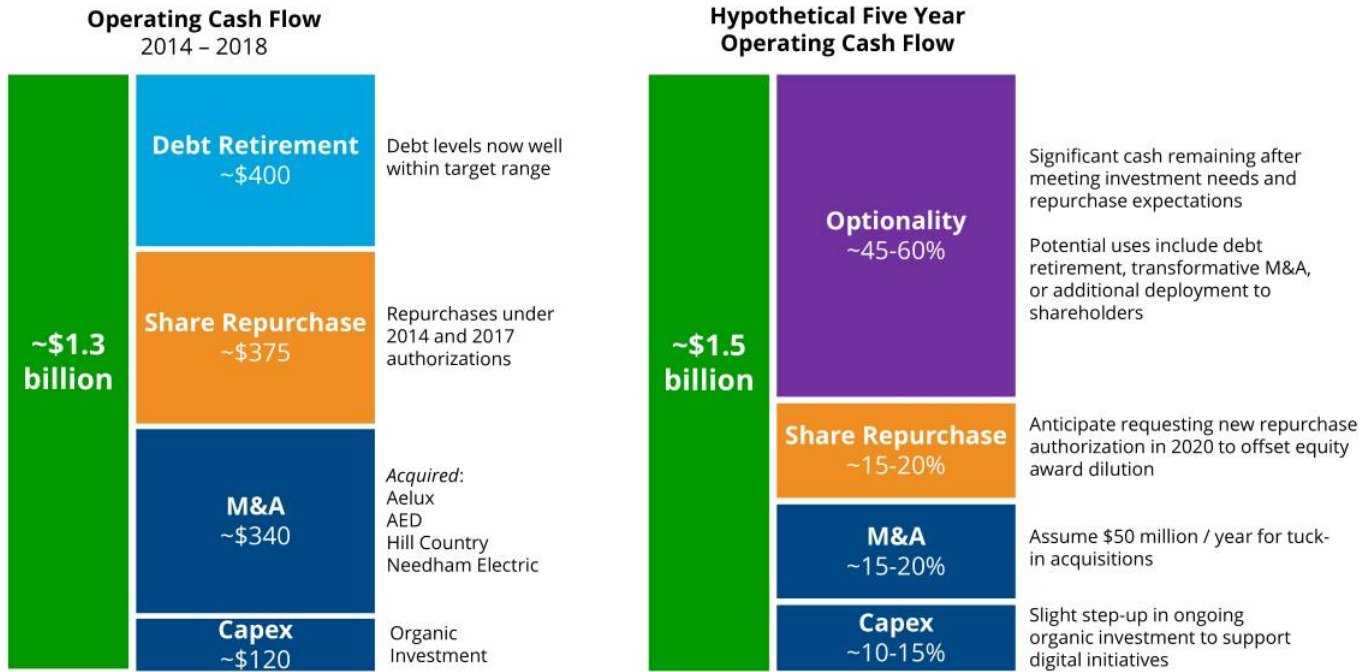 Operating Cash Flow
2014 – 2018
~$1.3
billion
Debt Retirement
~$400
Debt levels now well
within target range
Share Repurchase
~$375
Repurchases under
2014 and 2017
authorizations
M&A
~$340
Acquired:
Aelux
AED
Hill Country
Needham Electric
Capex
~$120
Organic
Investment
Hypothetical Five Year
Operating Cash Flow
~$1.5
billion
Optionality
~45-60%
Significant cash remaining after
meeting investment needs and
repurchase expectations
Potential uses include debt
retirement, transformative M&A,
or additional deployment to
shareholders
Share Repurchase
~15-20%
Anticipate requesting new repurchase
authorization in 2020 to offset equity
award dilution
M&A
~15-20%
Assume $50 million / year for tuck-
in acquisitions
Capex
~10-15%
Slight step-up in ongoing
organic investment to support
digital initiatives